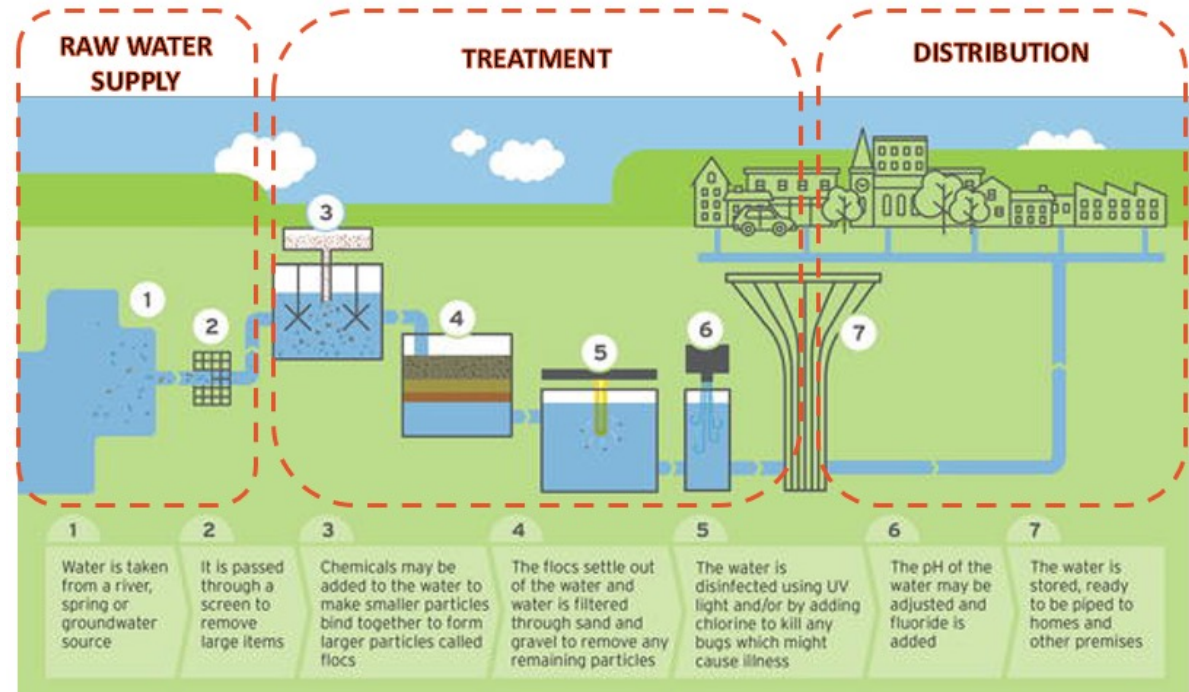 RAW WATER
SUPPLY
TREATMENT
DISTRIBUTION
3
1
2
4
5
6
7
1
Water is taken
from a river,
spring or
groundwater
source
2
It is passed
through a
screen to
remove
large items
3
Chemicals may be
added to the water to
make smaller particles
bind together to form
larger particles called
flocs
4
The flocs settle out
of the water and
water is filtered
through sand and
gravel to remove any
remaining particles
5
The water is
disinfected using UV
light and/or by adding
chlorine to kill any
bugs which might
cause illness
6
The pH of the
water may be
adjusted and
fluoride is
added
7
The water is
stored, ready
to be piped to
homes and
other premises